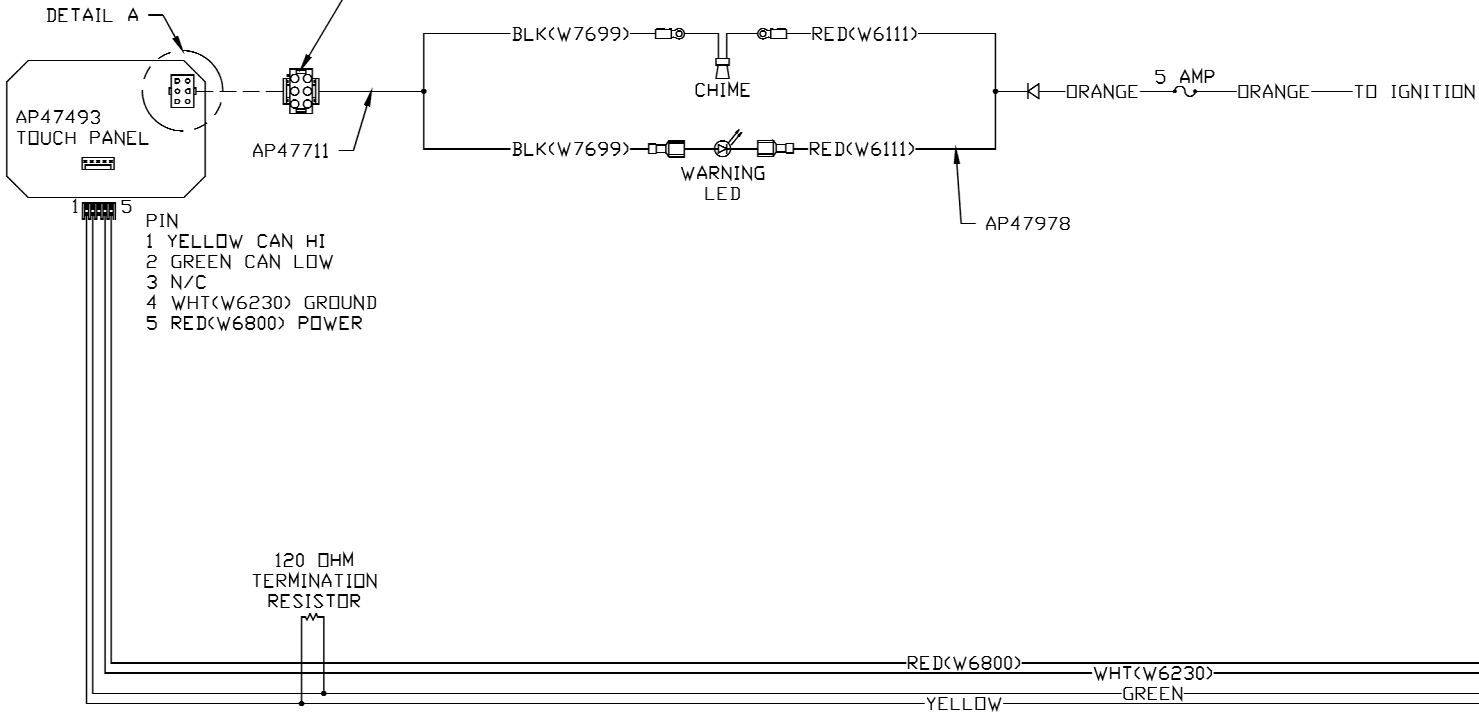 DETAIL A
BLK(W7699)
RED(W6111)
CHIME
5 AMP
ORANGE
ORANGE
TO IGNITION
AP47493
TOUCH PANEL
AP47711
BLK(W7699)
RED(W6111)
WARNING
LED
AP47978
1
5
PIN
1 YELLOW CAN HI
2 GREEN CAN LOW
3 N/C
4 WHT(W6230) GROUND
5 RED(W6800) POWER
120 OHM
TERMINATION
RESISTOR
RED(W6800)
WHT(W6230)
GREEN
YELLOW